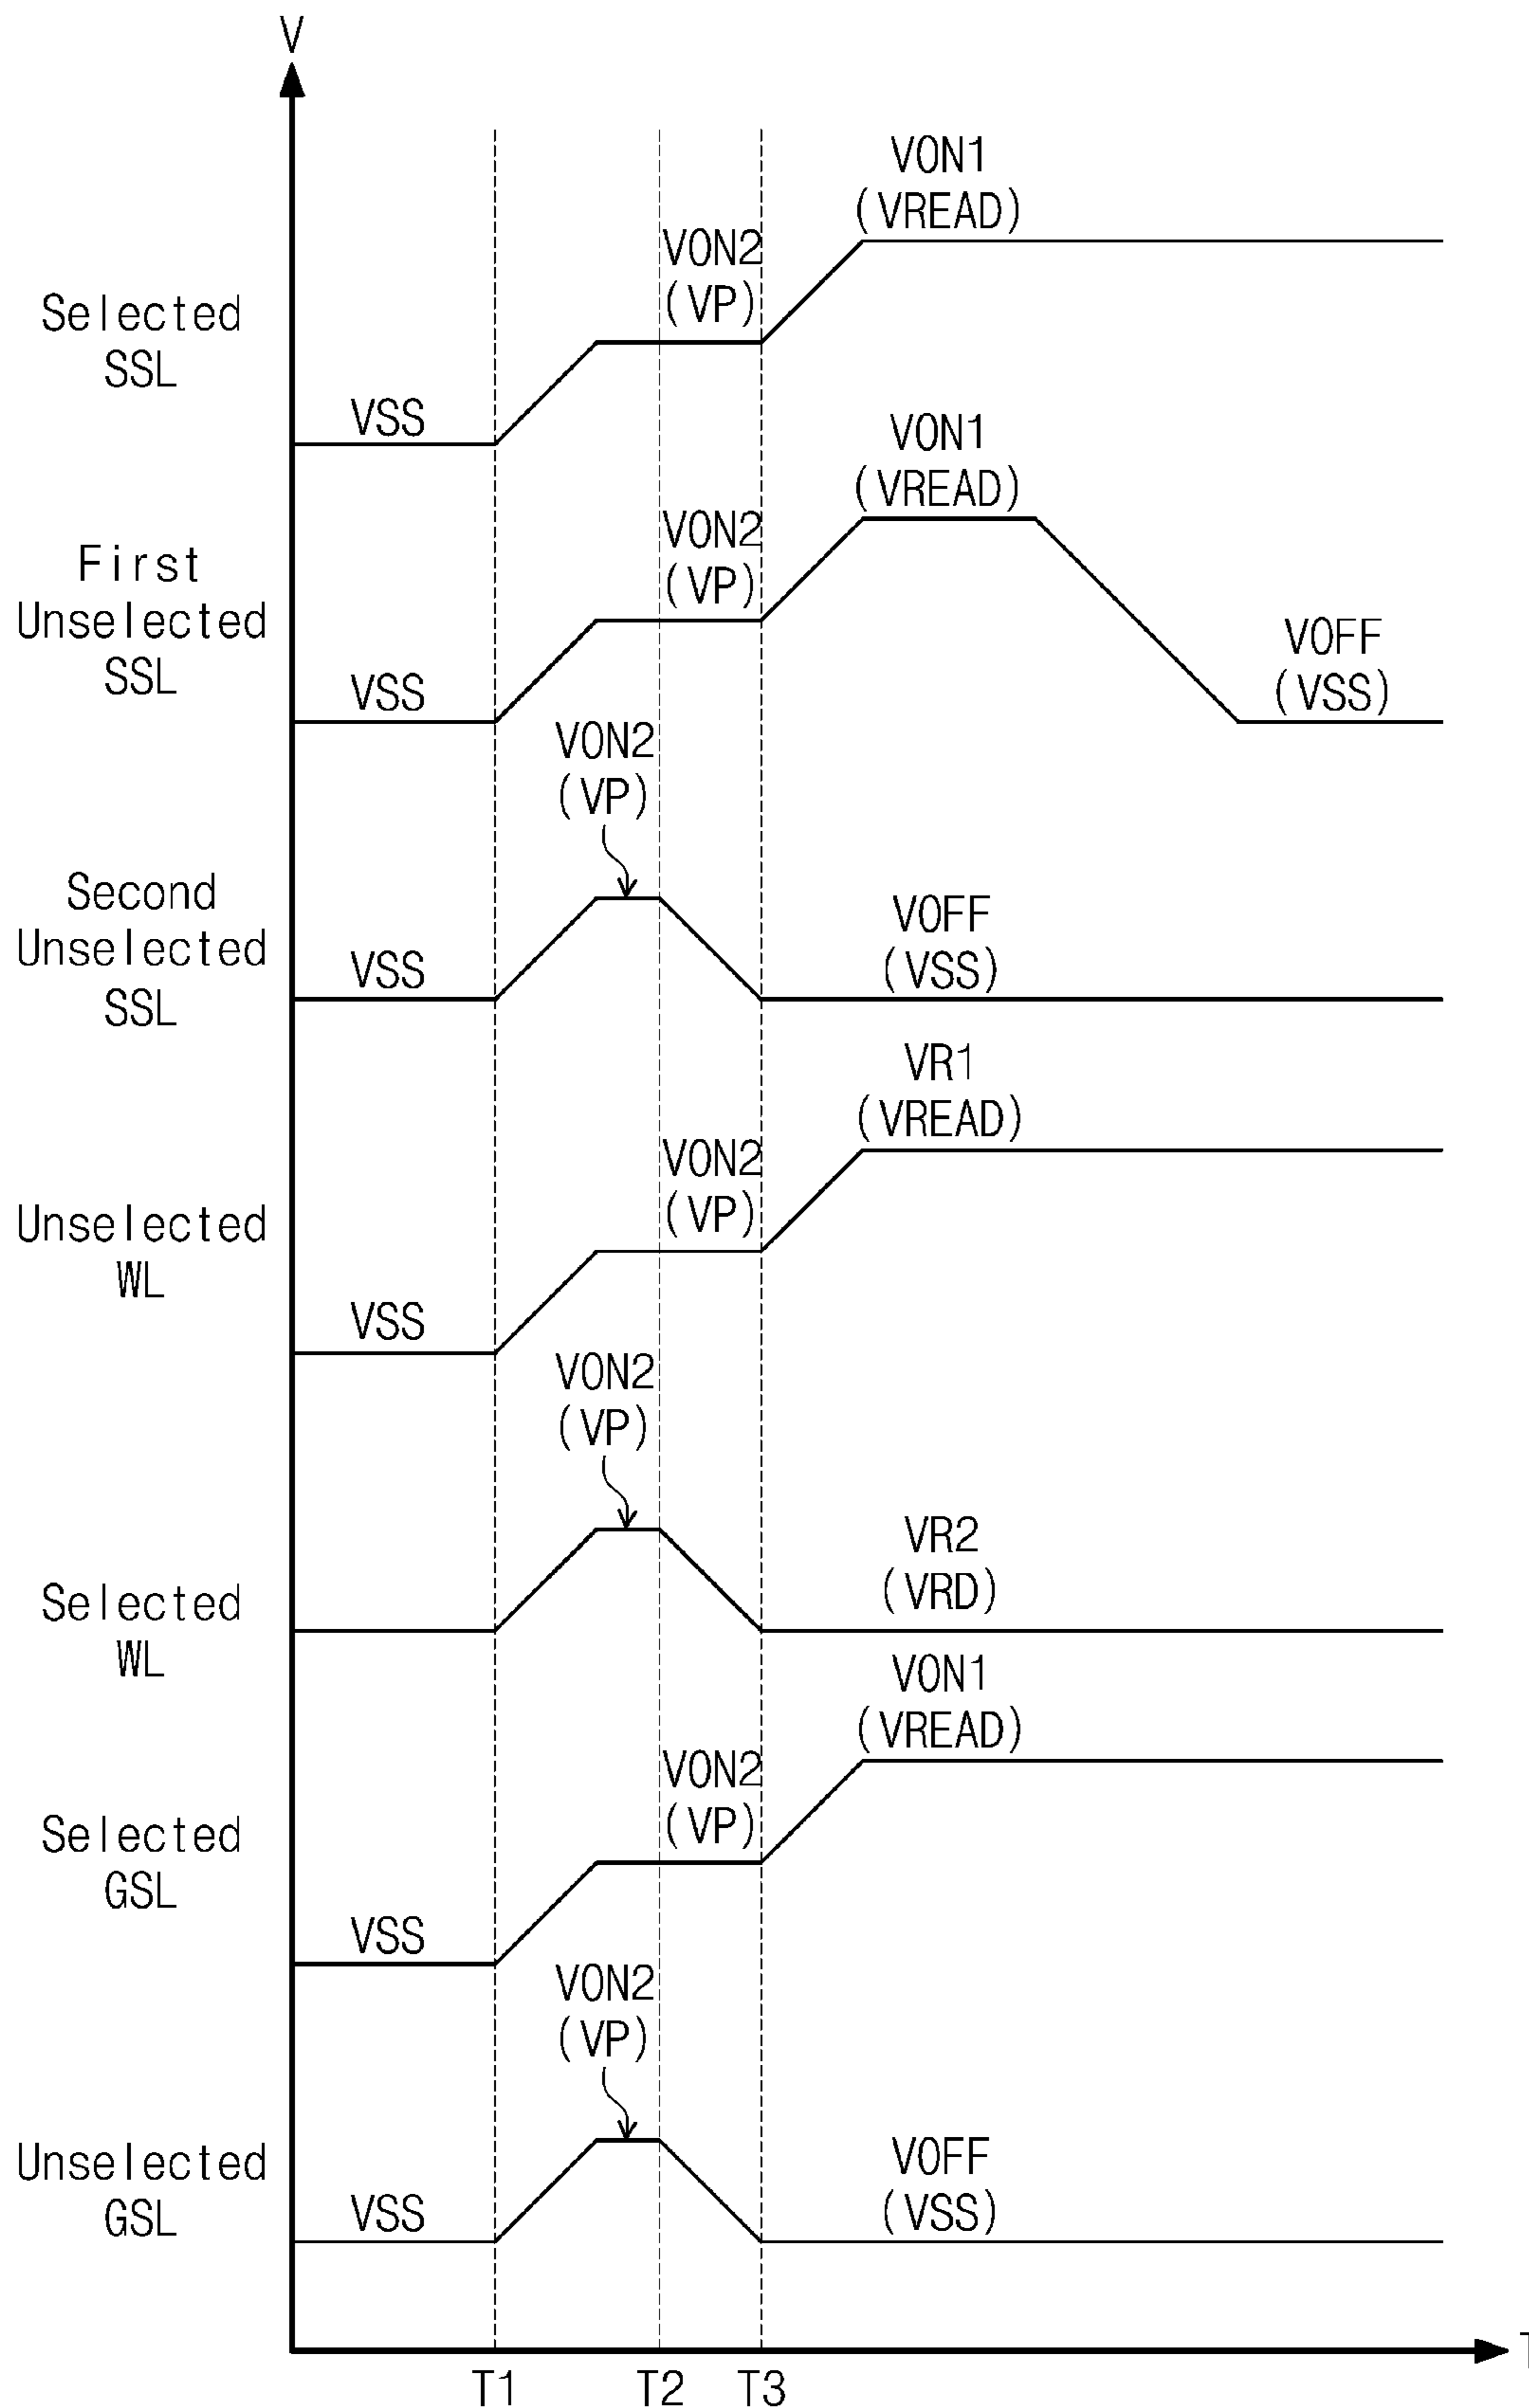 V
VON1
(VREAD)
VON2
(VP)
Selected
SSL
VSS
VON1
(VREAD)
VON2
(VP)
First
Unselected
SSL
VSS
VOFF
(VSS)
VON2
(VP)
Second
Unselected
SSL
VSS
VOFF
(VSS)
VR1
(VREAD)
VON2
(VP)
Unselected
WL
VSS
VON2
(VP)
Selected
WL
VR2
(VRD)
VON1
(VREAD)
VON2
(VP)
Selected
GSL
VSS
VON2
(VP)
Unselected
GSL
VSS
VOFF
(VSS)
T
T1 T2 T3